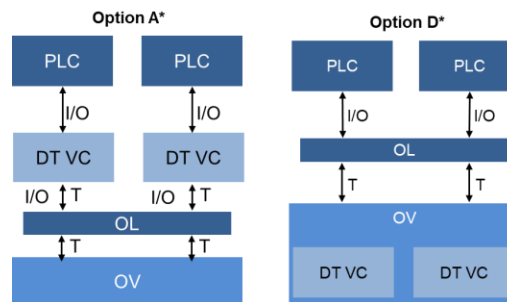 Option A*
PLC PLC
I/O I/O
DT VC DT VC
I/O T I/O T
OL
T T
OV
Option D*
PLC PLC
I/O I/O
OL
T T
OV
DT VC DT VC